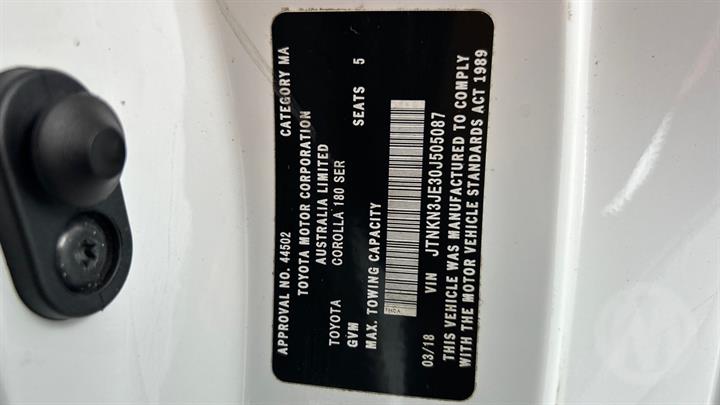 APPROVAL NO. 44502 CATEGORY MA
TOYOTA MOTOR CORPORATION
AUSTRALIA LIMITED
TOYOTA COROLLA 180 SER
GVM SEATS 5
MAX. TOWING CAPACITY
03/18 VIN JTNKN3JE30J505087
THIS VEHICLE WAS MANUFACTURED TO COMPLY
WITH THE MOTOR VEHICLE STANDARDS ACT 1989